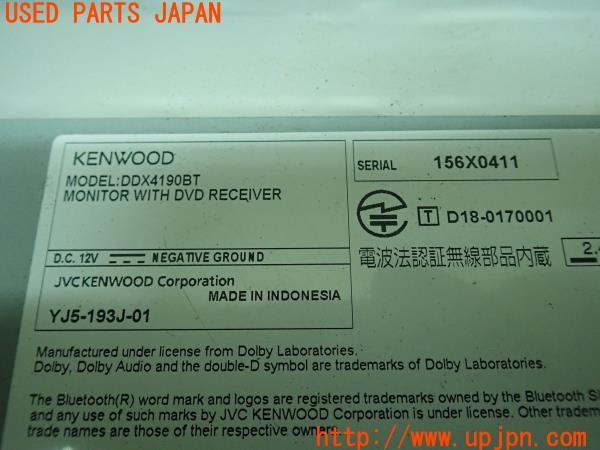 USED PARTS JAPAN
KENWOOD
MODEL:DDX4190BT
MONITOR WITH DVD RECEIVER
SERIAL 156X0411
T D18-0170001
電波法認証無線部品内蔵
D.C. 12V NEGATIVE GROUND
JVCKENWOOD Corporation
MADE IN INDONESIA
YJ5-193J-01
Manufactured under license from Dolby Laboratories.
Dolby, Dolby Audio and the double-D symbol are trademarks of Dolby Laboratories.
The Bluetooth(R) word mark and logos are registered trademarks owned by the Bluetooth
and any use of such marks by JVC KENWOOD Corporation is under license. Other
trade names are those of their respective owners.
http://www.upjpn.com/